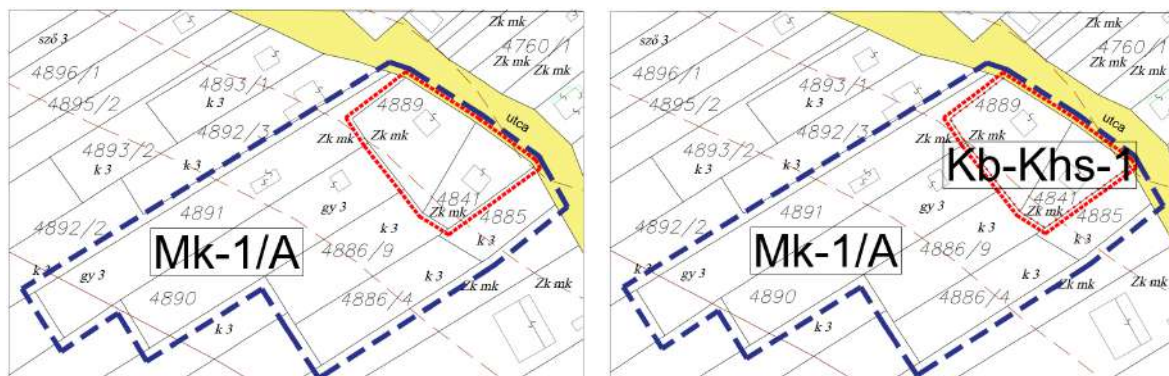 sző 3
Zk mk
4760/1
Zk mk
Zk mk
4896/1
4893/1
4895/2
k 3
4889
utca
4892/3
Zk mk
Zk mk
4893/2
k 3
k 3
4841
Zk mk
4885
4891
gy 3
4892/2
k 3
k 3
Mk-1/A
4886/9
k 3
gy 3
k 3
Zk mk
Zk mk
4890
4886/4
k 3
sző 3
Zk mk
4760/1
Zk mk
Zk mk
4896/1
4893/1
4895/2
k 3
4889
utca
4892/3
Zk mk
Zk mk
4893/2
k 3
k 3
Kb-Khs-1
4841
Zk mk
4885
4891
gy 3
4892/2
k 3
k 3
Mk-1/A
4886/9
k 3
gy 3
k 3
Zk mk
Zk mk
4890
4886/4
k 3